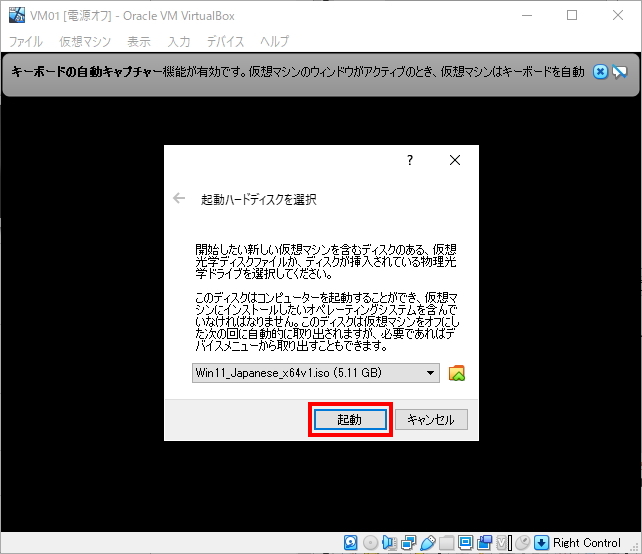 VM01 [電源オフ] - Oracle VM VirtualBox
ファイル 仮想マシン 表示 入力 デバイス ヘルプ
キーボードの自動キャプチャー機能が有効です。仮想マシンのウィンドウがアクティブのとき、仮想マシンはキーボードを自動
?
起動ハードディスクを選択
開始したい新しい仮想マシンを含むディスクのある、仮想
光学ディスクファイルか、ディスクが挿入されている物理光
学ドライブを選択してください。
このディスクはコンピューターを起動することができ、仮想マ
シンにインストールしたいオペレーティングシステムを含んで
いなければなりません。このディスクは仮想マシンをオフにし
た次の回に自動的に取り出されますが、必要であればデ
バイスメニューから取り出すこともできます。
Win11_Japanese_x64v1.iso (5.11 GB)
起動 キャンセル
Right Control